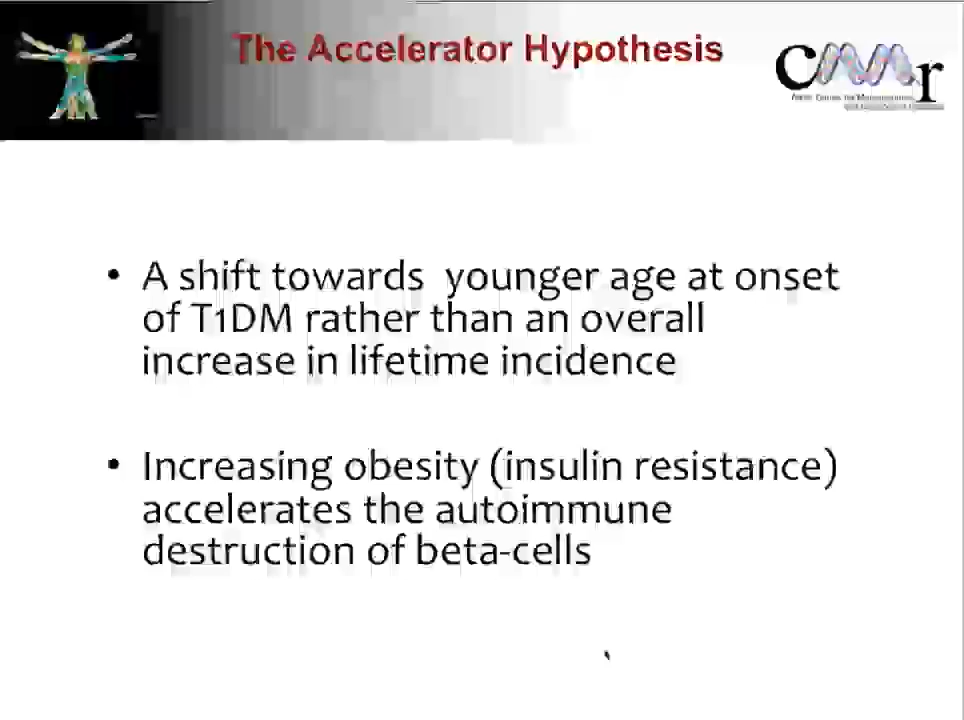 The Accelerator Hypothesis
cmr
• A shift towards younger age at onset
of T1DM rather than an overall
increase in lifetime incidence
• Increasing obesity (insulin resistance)
accelerates the autoimmune
destruction of beta-cells